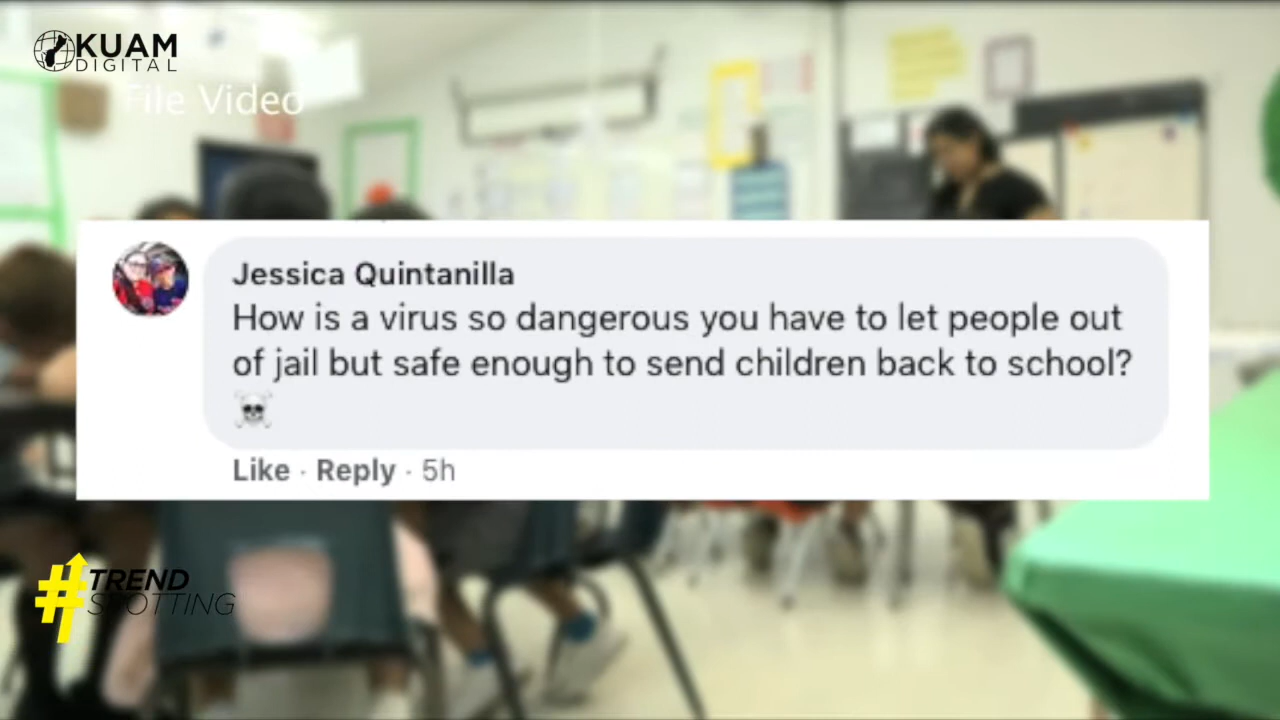 KUAM
DIGITAL
File Video
Jessica Quintanilla
How is a virus so dangerous you have to let people out
of jail but safe enough to send children back to school?
☠️
Like · Reply · 5h
#TREND
SPOTTING